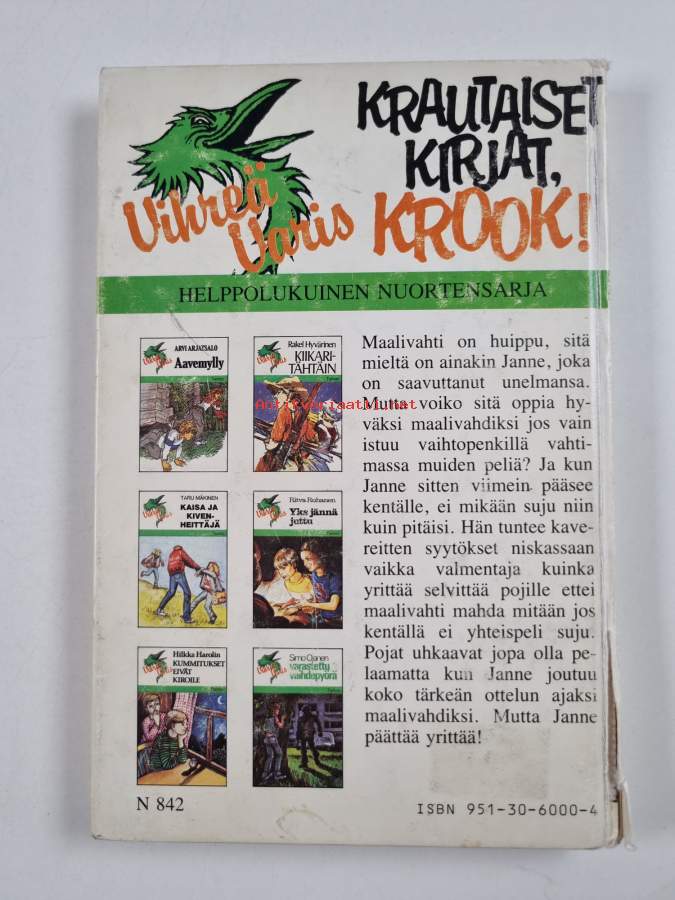 KRAUTAISET
KIRJAT,
KROOK!
Vihreä
Varis
HELPPOLUKUINEN NUORTENSARJA
ARVI ARJATSALO
Aavemylly
Rakel Hyvärinen
KIIKARI-
TÄHTÄIN
TARU MÄKINEN
KAISA JA
KIVEN-
HEITTÄJÄ
Ritva Ruhanen
Yks jännä
juttu
Hilkka Harolin
KUMMITUKSET
EIVÄT
KIROILE
Simo Ojanen
varastettu
vaihdepyörä
Maalivahti on huippu, sitä
mieltä on ainakin Janne, joka
on saavuttanut unelmansa.
Mutta voiko sitä oppia hy-
väksi maalivahdiksi jos vain
istuu vaihtopenkillä vahti-
massa muiden peliä? Ja kun
Janne sitten viimein pääsee
kentälle, ei mikään suju niin
kuin pitäisi. Hän tuntee kave-
reitten syytökset niskassaan
vaikka valmentaja kuinka
yrittää selvittää pojille ettei
maalivahti mahda mitään jos
kentällä ei yhteispeli suju.
Pojat uhkaavat jopa olla pe-
laamatta kun Janne joutuu
koko tärkeän ottelun ajaksi
maalivahdiksi. Mutta Janne
päättää yrittää!
Antikvariaatti.net
N 842
ISBN 951-30-6000-4